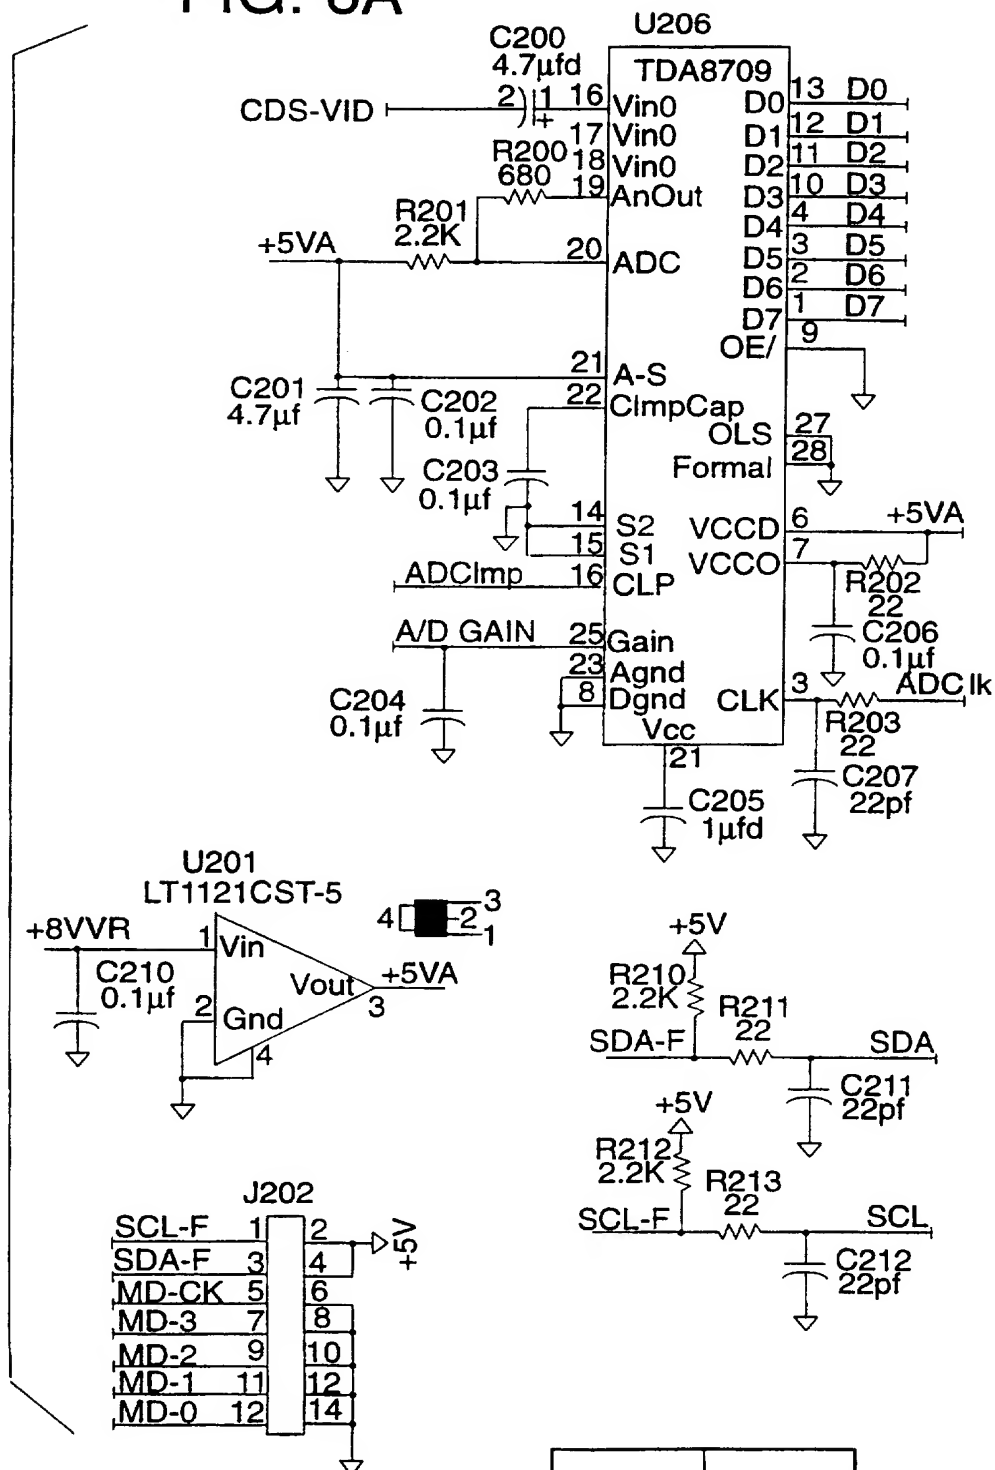 FIG. 8A
U206
TDA8709
C200
4.7µfd
CDS-VID
2 1 16 Vin0
17 Vin0
18 Vin0
19 AnOut
R200
680
R201
2.2K
+5VA
20 ADC
21 A-S
22 CImpCap
C201
4.7µf
C202
0.1µf
C203
0.1µf
14 S2
15 S1
ADCImp 16 CLP
A/D GAIN 25 Gain
23 Agnd
8 Dgnd
C204
0.1µf
Vcc
21
C205
1µfd
D0 13 D0
D1 12 D1
D2 11 D2
D3 10 D3
D4 4 D4
D5 3 D5
D6 2 D6
D7 1 D7
OE/ 9
OLS 27
Formal 28
VCCD 6 +5VA
VCCO 7
R202
22
C206
0.1µf
CLK 3 ADClk
R203
22
C207
22pf
U201
LT1121CST-5
+8VVR
1 Vin
C210
0.1µf
2 Gnd
4
Vout +5VA
3
4 3
2
1
+5V
R210
2.2K
R211
22
SDA-F SDA
C211
22pf
+5V
R212
2.2K
R213
22
SCL-F SCL
C212
22pf
J202
SCL-F 1 2
SDA-F 3 4
+5V
MD-CK 5 6
MD-3 7 8
MD-2 9 10
MD-1 11 12
MD-0 12 14